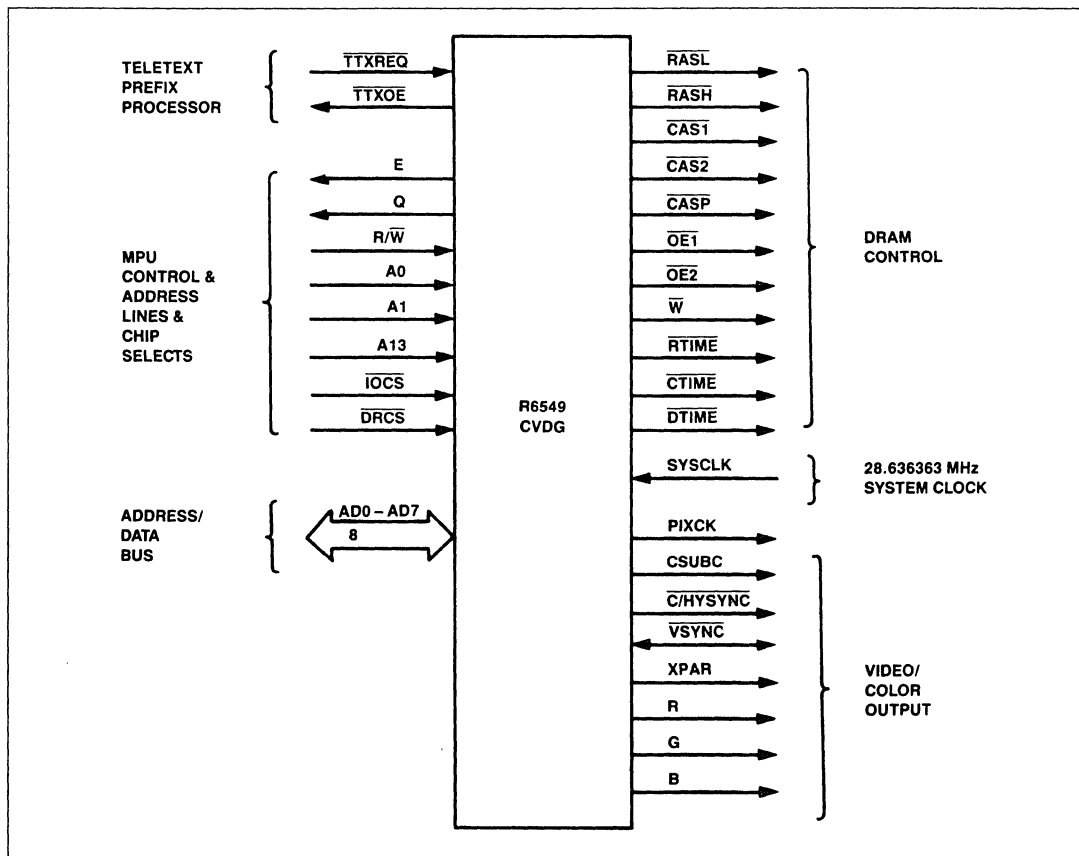 TELETEXT
PREFIX
PROCESSOR
TTXREQ
TTXOE
MPU
CONTROL &
ADDRESS
LINES &
CHIP
SELECTS
E
Q
R/W
A0
A1
A13
IOCS
DRCS
ADDRESS/
DATA
BUS
AD0 – AD7
8
R6549
CVDG
RASL
RASH
CAS1
CAS2
CASP
OE1
OE2
W
RTIME
CTIME
DTIME
DRAM
CONTROL
SYSCLK
28.636363 MHz
SYSTEM CLOCK
PIXCK
CSUBC
C/HYSYNC
VSYNC
XPAR
R
G
B
VIDEO/
COLOR
OUTPUT